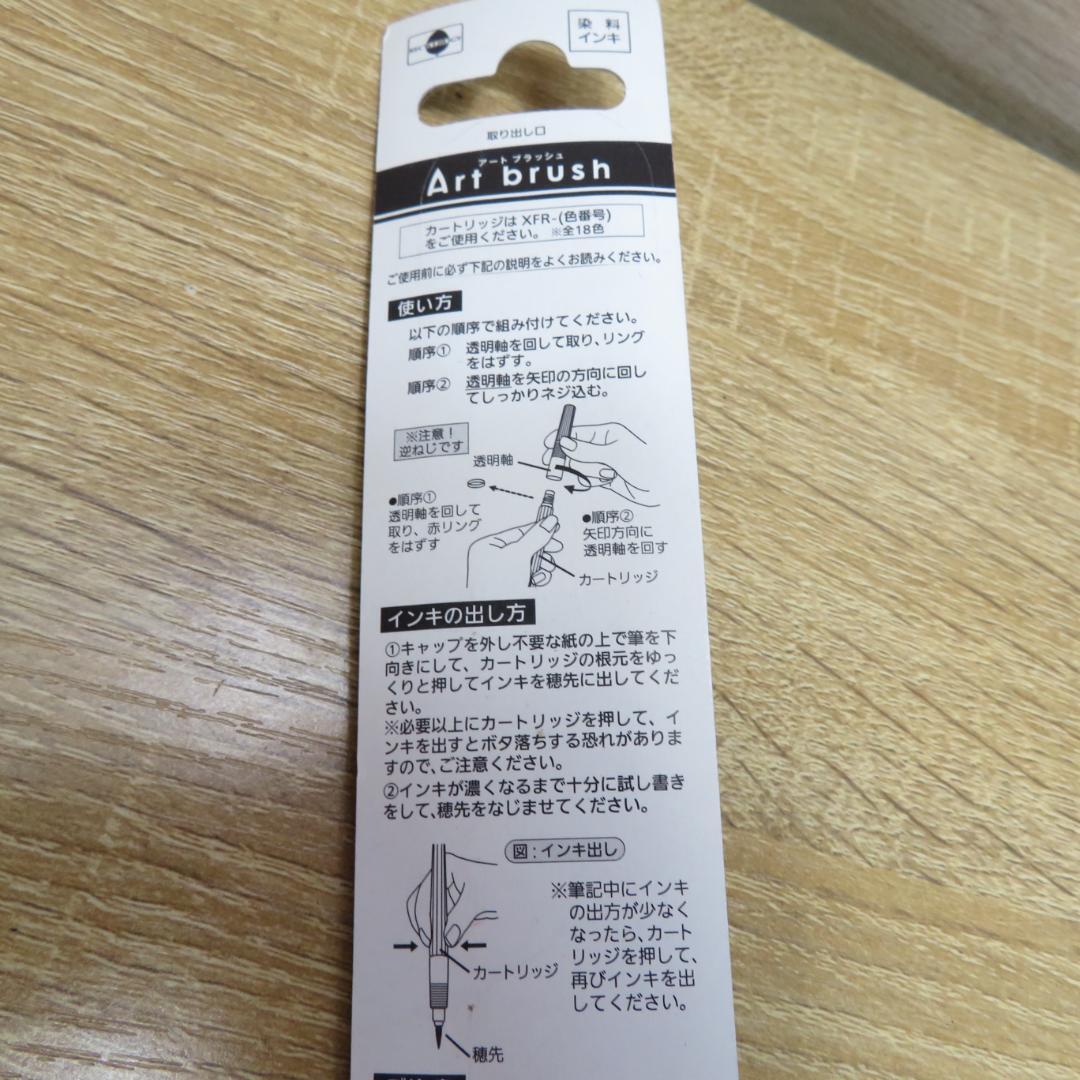 染 料
インキ
取り出し口
アート ブラッシュ
Art brush
カートリッジは XFR-(色番号)
をご使用ください。 ※全18色
ご使用前に必ず下記の説明をよくお読みください。
使い方
以下の順序で組み付けてください。
順序① 透明軸を回して取り、リング
をはずす。
順序② 透明軸を矢印の方向に回し
てしっかりネジ込む。
※注意!
逆ねじです
透明軸
●順序①
透明軸を回して
取り、赤リング
をはずす
●順序②
矢印方向に
透明軸を回す
カートリッジ
インキの出し方
①キャップを外し不要な紙の上で筆を下
向きにして、カートリッジの根元をゆっ
くりと押してインキを穂先に出してくだ
さい。
※必要以上にカートリッジを押して、イ
ンキを出すとボタ落ちする恐れがありま
すので、ご注意ください。
②インキが濃くなるまで十分に試し書き
をして、穂先をなじませてください。
図:インキ出し
※筆記中にインキ
の出方が少なく
なったら、カート
リッジを押して、
再びインキを出
してください。
カートリッジ
穂先